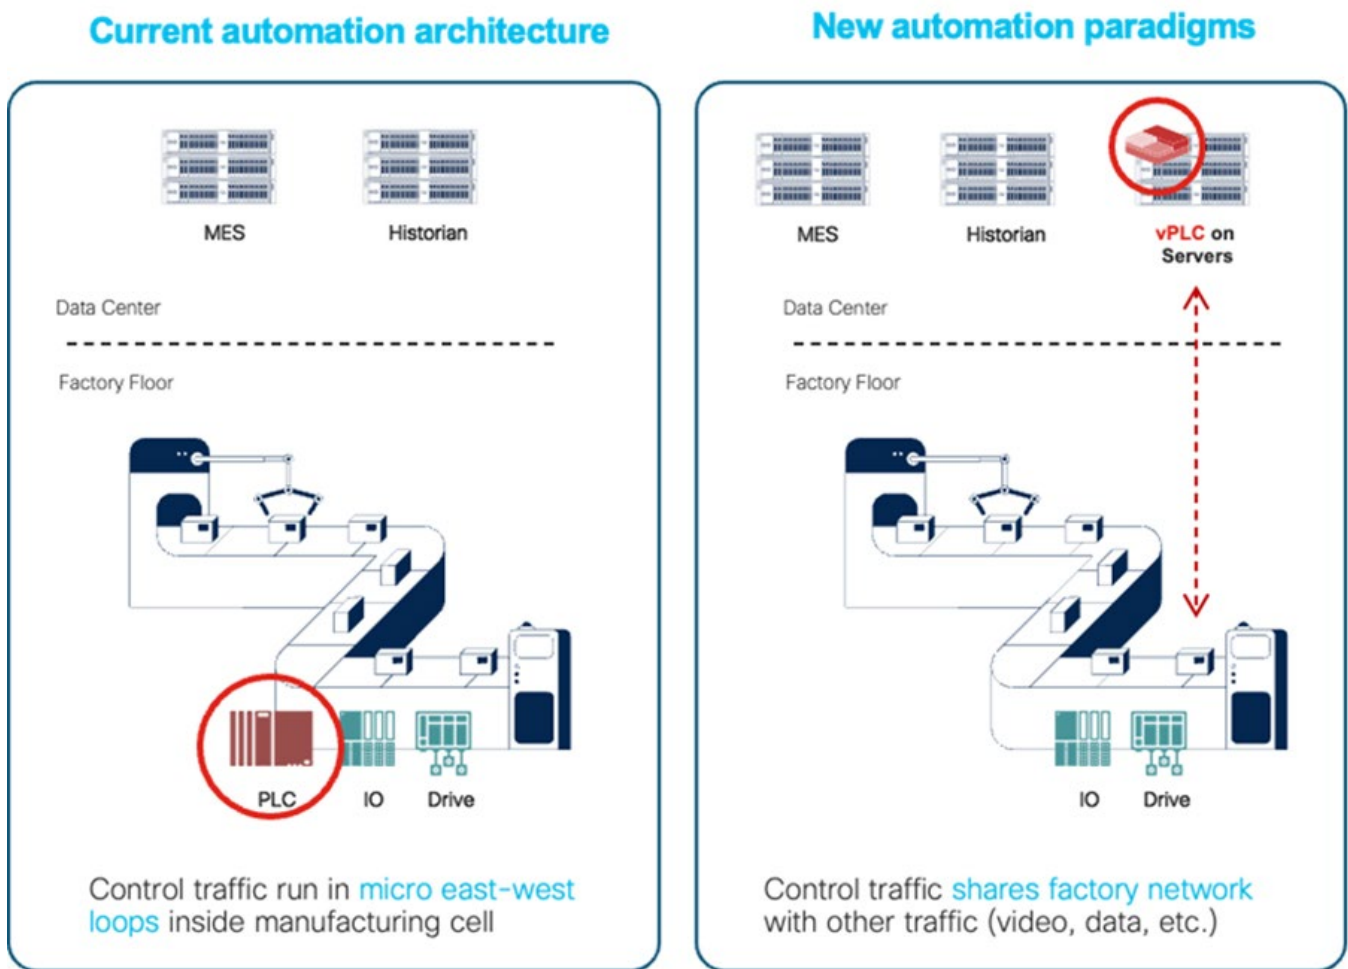 Current automation architecture
MES
Historian
Data Center
Factory Floor
PLC
IO
Drive
Control traffic run in micro east-west
loops inside manufacturing cell
New automation paradigms
MES
Historian
vPLC on
Servers
Data Center
Factory Floor
IO
Drive
Control traffic shares factory network
with other traffic (video, data, etc.)